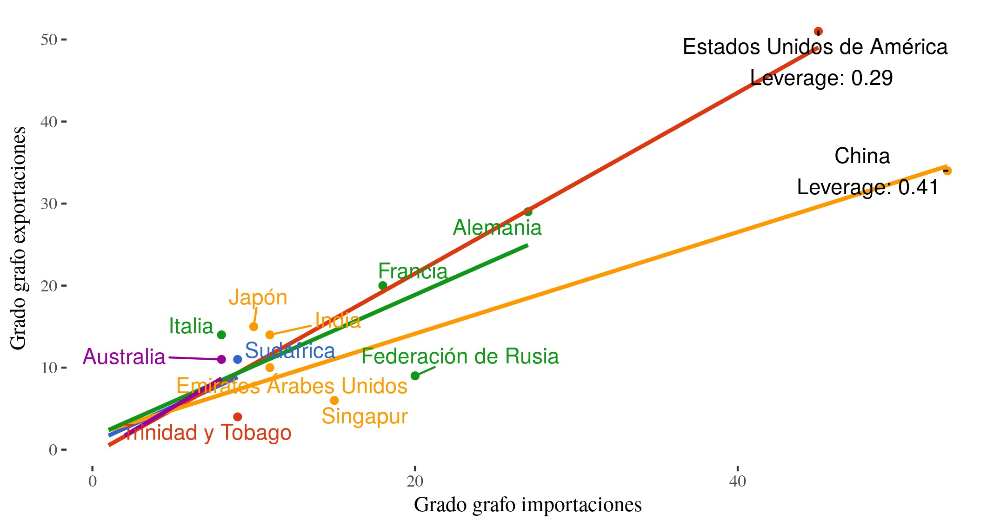 50
40
30
20
10
0
Grado grafo exportaciones
Estados Unidos de América
Leverage: 0.29
China
Leverage: 0.41
Alemania
Francia
Japón
India
Italia
Sudáfrica
Australia
Federación de Rusia
Emiratos Árabes Unidos
Singapur
Trinidad y Tobago
0
20
40
Grado grafo importaciones